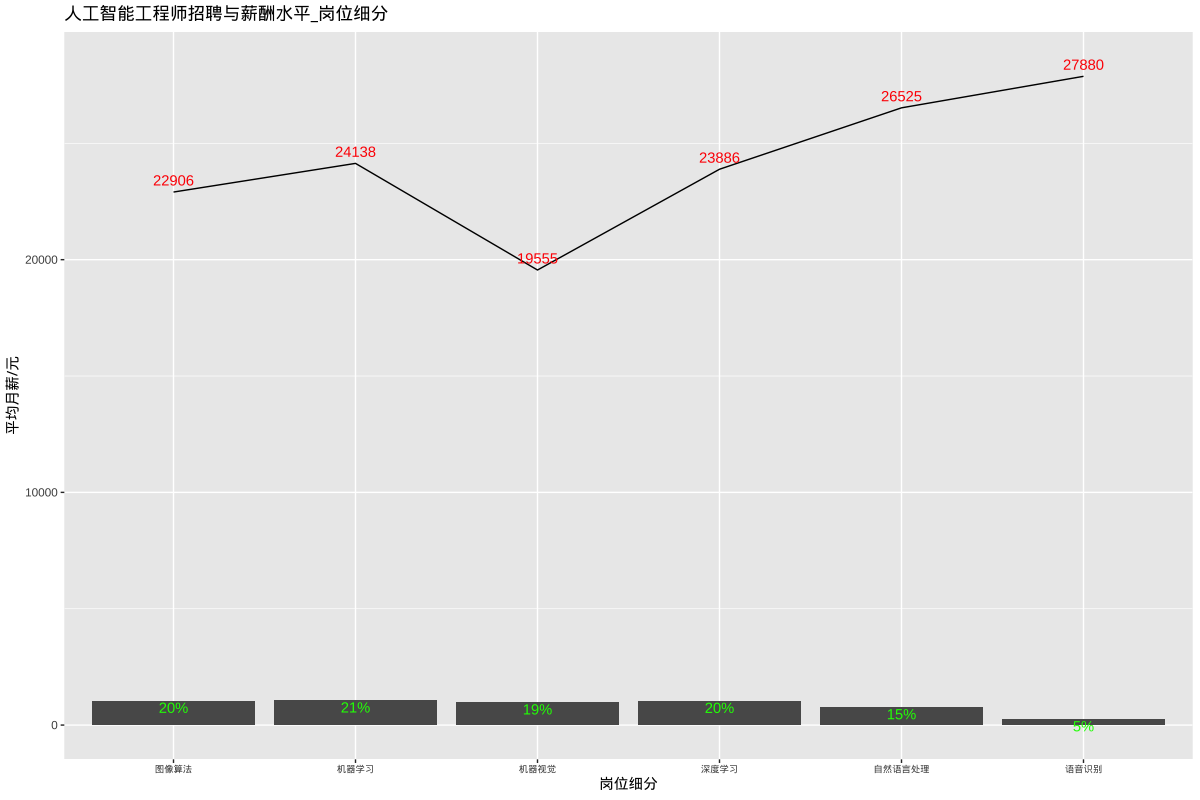 人工智能工程师招聘与薪酬水平_岗位细分
平均月薪/元
27880
26525
24138
23886
22906
19555
20000
10000
0
20%
21%
19%
20%
15%
5%
图像算法
机器学习
机器视觉
深度学习
自然语言处理
语音识别
岗位细分